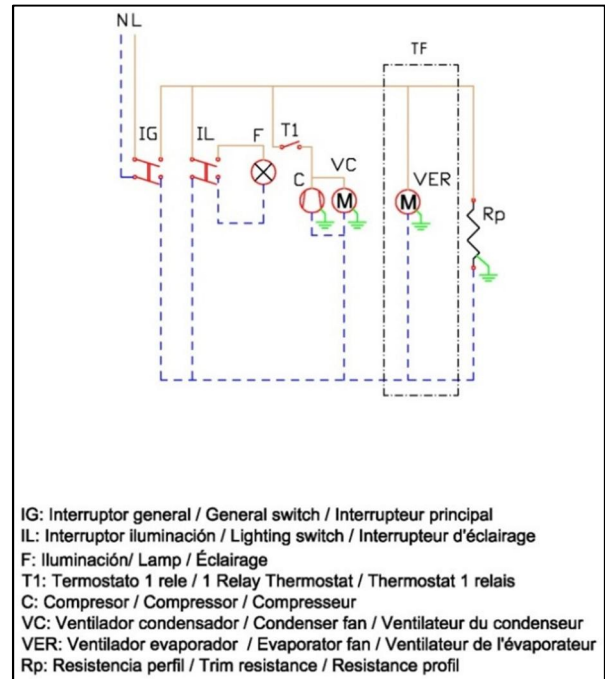 NL
TF
IG IL F T1
C VC
VER
M M
Rp
IG: Interruptor general / General switch / Interrupteur principal
IL: Interruptor iluminación / Lighting switch / Interrupteur d'éclairage
F: Iluminación/ Lamp / Éclairage
T1: Termostato 1 rele / 1 Relay Thermostat / Thermostat 1 relais
C: Compresor / Compressor / Compresseur
VC: Ventilador condensador / Condenser fan / Ventilateur du condenseur
VER: Ventilador evaporador / Evaporator fan / Ventilateur de l'évaporateur
Rp: Resistencia perfil / Trim resistance / Resistance profil